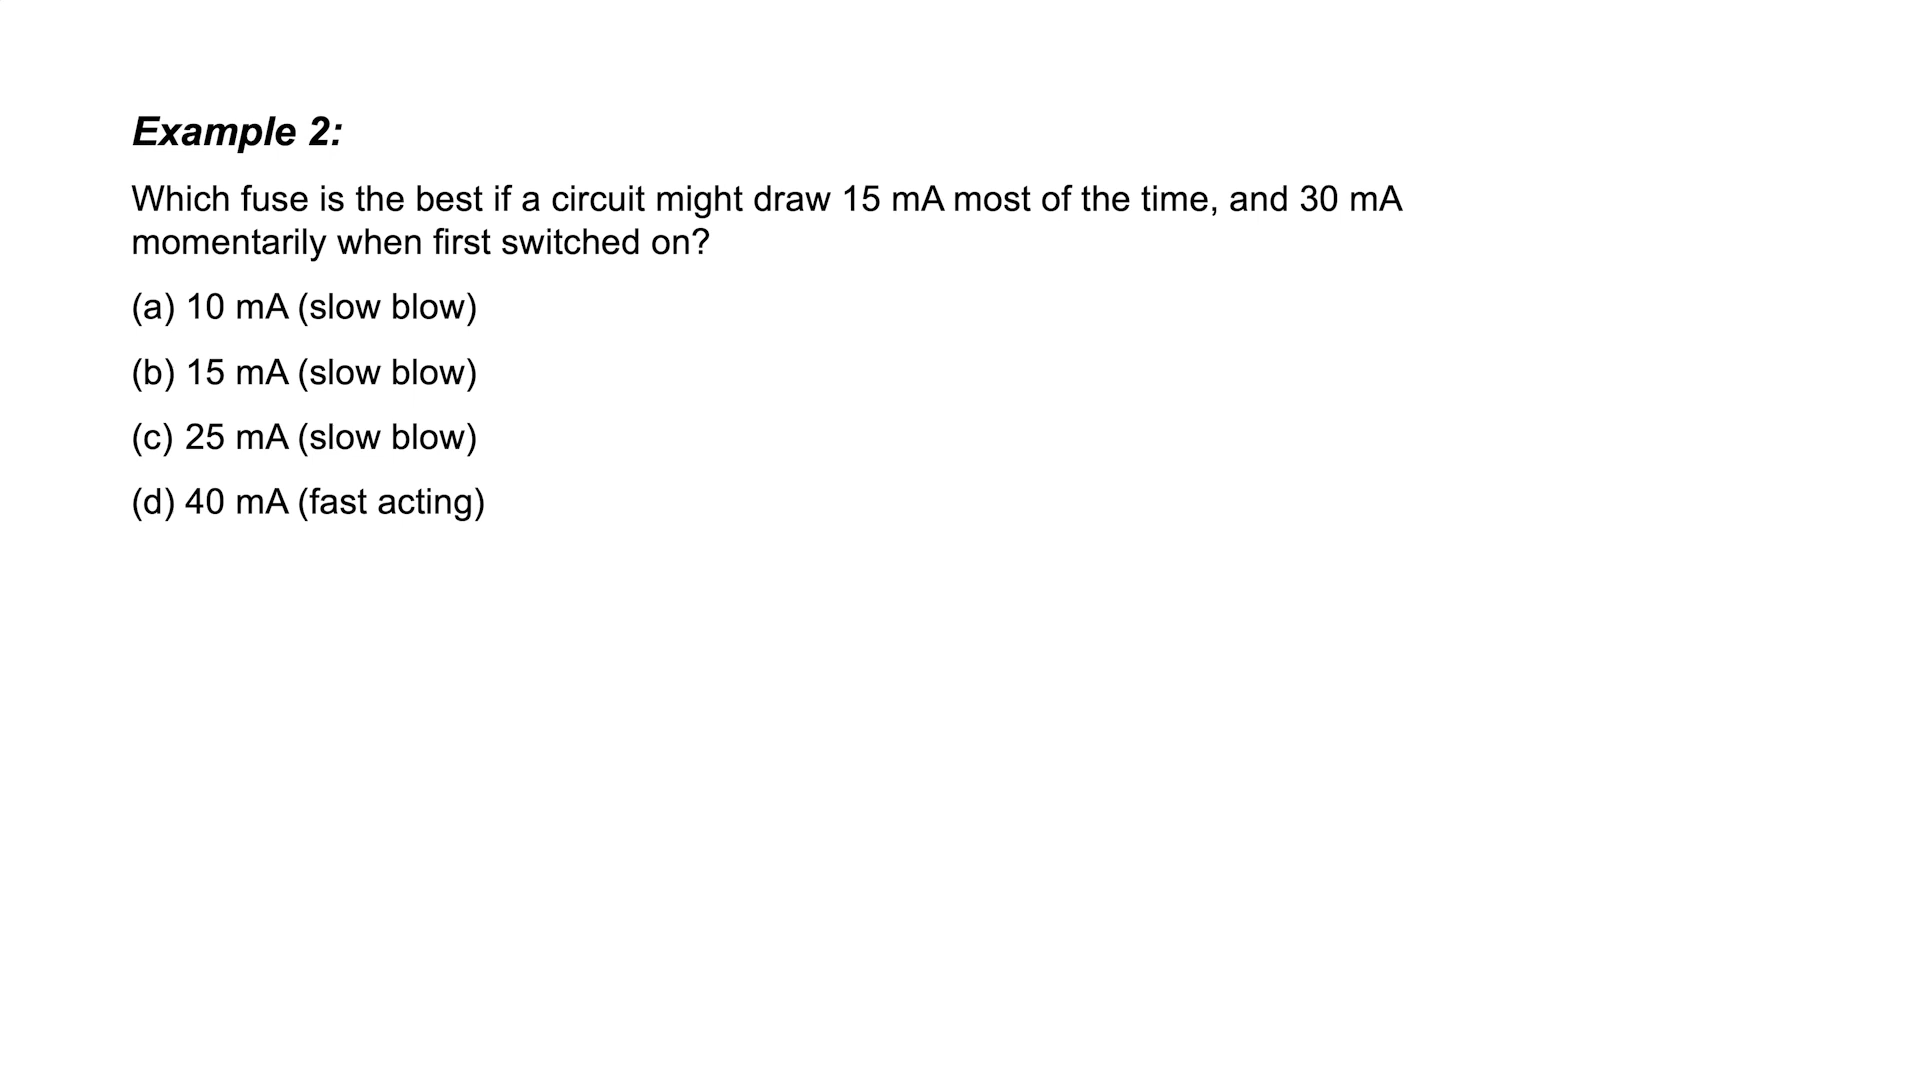 Example 2:
Which fuse is the best if a circuit might draw 15 mA most of the time, and 30 mA
momentarily when first switched on?
(a) 10 mA (slow blow)
(b) 15 mA (slow blow)
(c) 25 mA (slow blow)
(d) 40 mA (fast acting)